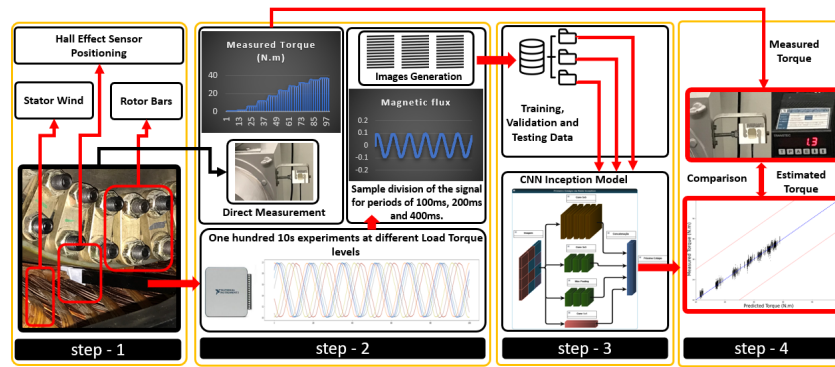 Hall Effect Sensor
Positioning
Stator Wind
Rotor Bars
step - 1
Measured Torque
(N.m)
40
20
0
1
13
25
37
49
61
73
85
97
Direct Measurement
Images Generation
Magnetic flux
0.2
0.1
0
-0.1
-0.2
Sample division of the signal
for periods of 100ms, 200ms
and 400ms.
One hundred 10s experiments at different Load Torque
levels
step - 2
Training,
Validation and
Testing Data
CNN Inception Model
step - 3
Measured
Torque
1.3
Comparison
Estimated
Torque
Measured Torque (N.m)
Predicted Torque (N.m)
step - 4